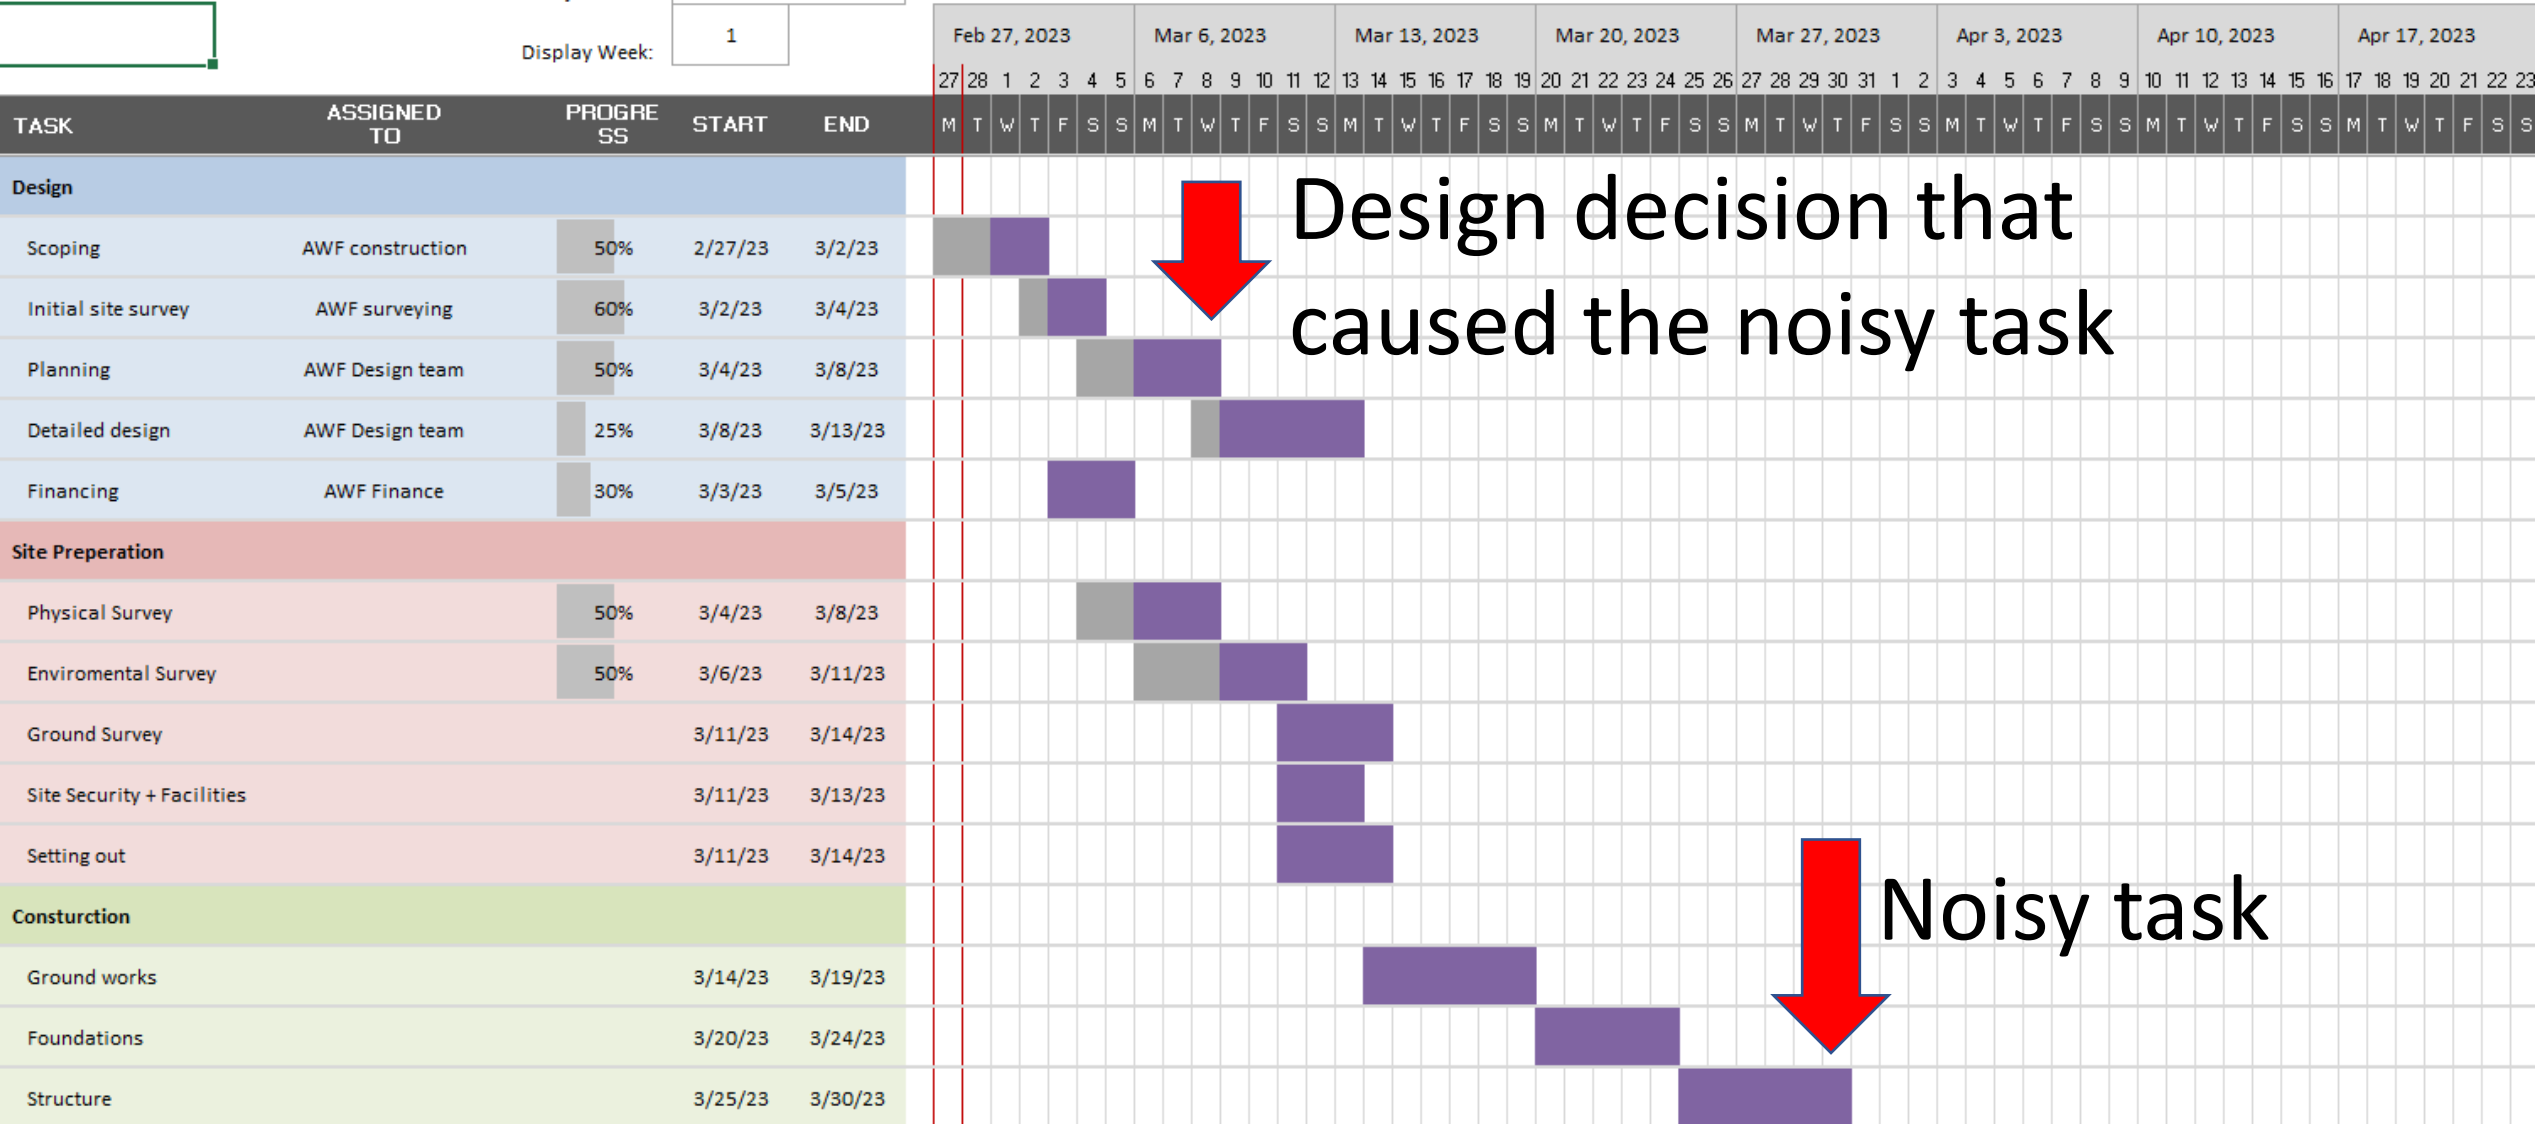 Display Week:
1
Feb 27, 2023 Mar 6, 2023 Mar 13, 2023 Mar 20, 2023 Mar 27, 2023 Apr 3, 2023 Apr 10, 2023 Apr 17, 2023
27 28 1 2 3 4 5 6 7 8 9 10 11 12 13 14 15 16 17 18 19 20 21 22 23 24 25 26 27 28 29 30 31 1 2 3 4 5 6 7 8 9 10 11 12 13 14 15 16 17 18 19 20 21 22 23
TASK ASSIGNED TO PROGRE SS START END M T W T F S S M T W T F S S M T W T F S S M T W T F S S M T W T F S S M T W T F S S M T W T F S S M T W T F S S
Design
Scoping AWF construction 50% 2/27/23 3/2/23
Initial site survey AWF surveying 60% 3/2/23 3/4/23
Planning AWF Design team 50% 3/4/23 3/8/23
Detailed design AWF Design team 25% 3/8/23 3/13/23
Financing AWF Finance 30% 3/3/23 3/5/23
Design decision that
caused the noisy task
Site Preperation
Physical Survey 50% 3/4/23 3/8/23
Enviromental Survey 50% 3/6/23 3/11/23
Ground Survey 3/11/23 3/14/23
Site Security + Facilities 3/11/23 3/13/23
Setting out 3/11/23 3/14/23
Consturction
Noisy task
Ground works 3/14/23 3/19/23
Foundations 3/20/23 3/24/23
Structure 3/25/23 3/30/23